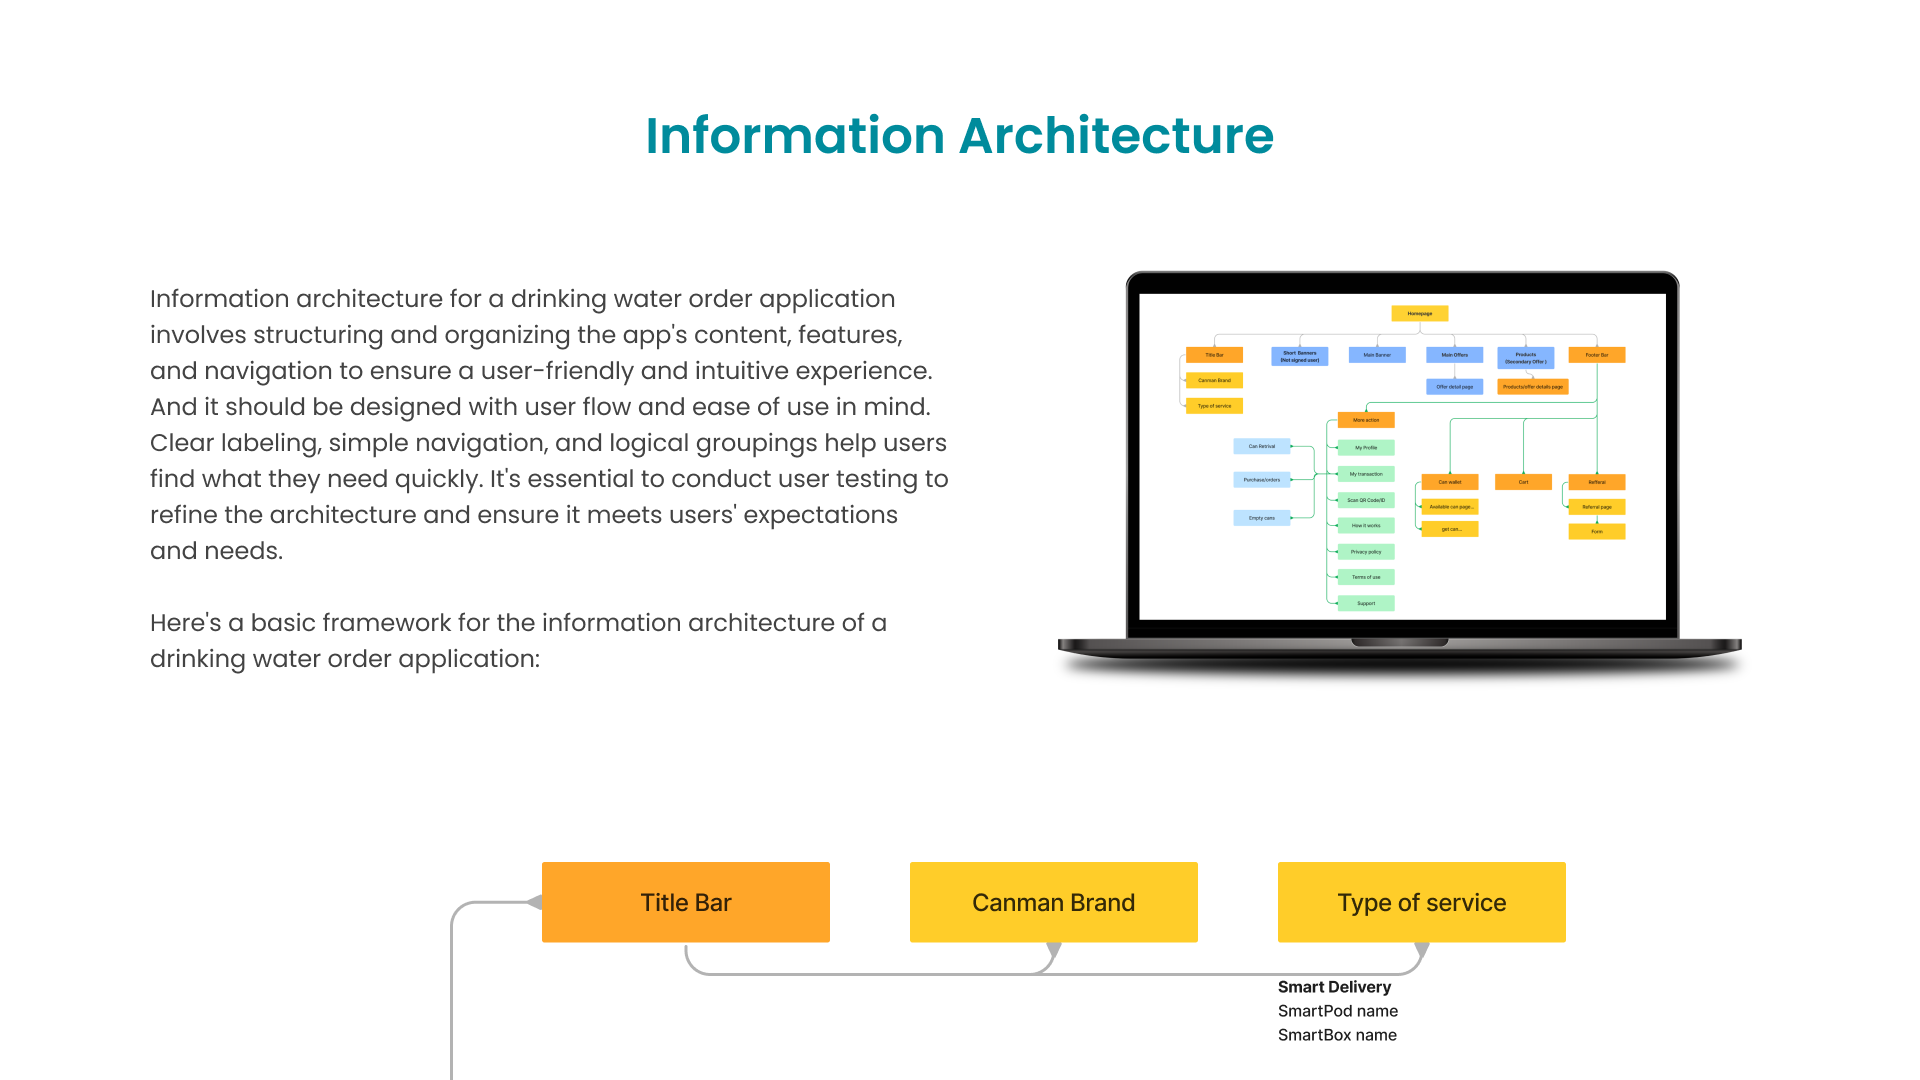 Information Architecture
Information architecture for a drinking water order application
involves structuring and organizing the app's content, features,
and navigation to ensure a user-friendly and intuitive experience.
And it should be designed with user flow and ease of use in mind.
Clear labeling, simple navigation, and logical groupings help users
find what they need quickly. It's essential to conduct user testing to
refine the architecture and ensure it meets users' expectations
and needs.
Here's a basic framework for the information architecture of a
drinking water order application:
Homepage
Title Bar
Short Banners
(Not signed user)
Main Banner
Main Offers
Products
(Secondary Offer )
Footer Bar
Canman Brand
Offer detail page
Products/offer details page
Type of service
More action
Can Retrival
My Profile
My transaction
Purchase/orders
Can wallet
Cart
Refferal
Scan QR Code/ID
Available can page...
Referral page
Empty cans
How it works
get can...
Form
Privacy policy
Terms of use
Support
Title Bar
Canman Brand
Type of service
Smart Delivery
SmartPod name
SmartBox name